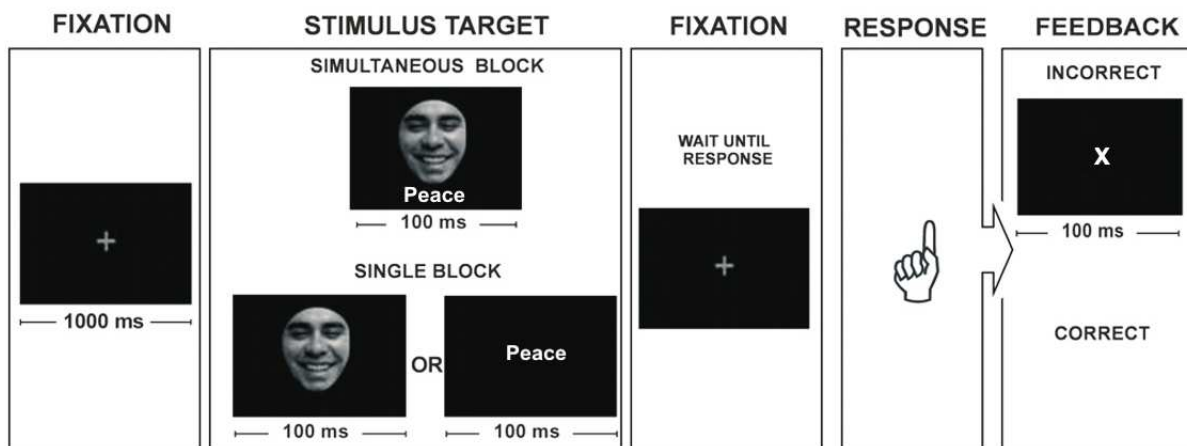 FIXATION
STIMULUS TARGET
FIXATION
RESPONSE
FEEDBACK
1000 ms
SIMULTANEOUS BLOCK
Peace
100 ms
SINGLE BLOCK
OR
Peace
100 ms
100 ms
WAIT UNTIL
RESPONSE
INCORRECT
X
100 ms
CORRECT